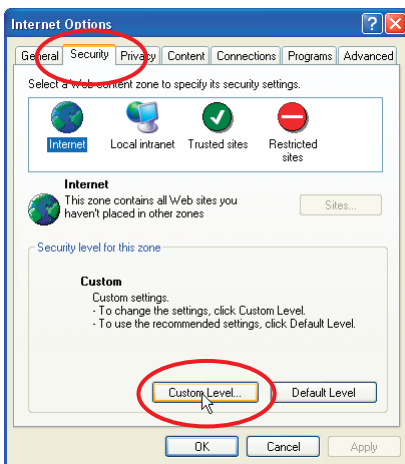 Internet Options
General Security Privacy Content Connections Programs Advanced
Select a Web content zone to specify its security settings.
Internet Local intranet Trusted sites Restricted
sites
Internet
This zone contains all Web sites you
haven't placed in other zones
Sites...
Security level for this zone
Custom
Custom settings.
- To change the settings, click Custom Level.
- To use the recommended settings, click Default Level.
Custom Level... Default Level
OK Cancel Apply